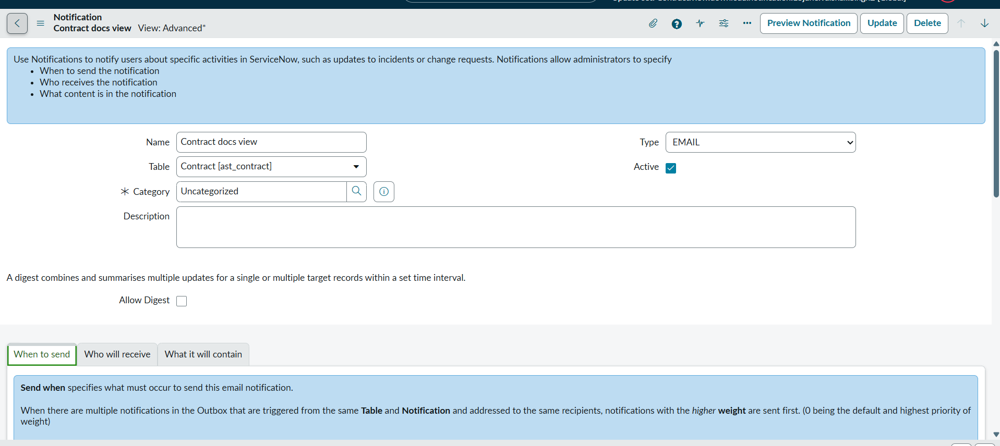 Notification
Contract docs view View: Advanced*
Preview Notification
Update
Delete
Use Notifications to notify users about specific activities in ServiceNow, such as updates to incidents or change requests. Notifications allow administrators to specify
• When to send the notification
• Who receives the notification
• What content is in the notification
Name
Contract docs view
Type
EMAIL
Table
Contract [ast_contract]
Active
Category
Uncategorized
Description
A digest combines and summarises multiple updates for a single or multiple target records within a set time interval.
Allow Digest
When to send
Who will receive
What it will contain
Send when specifies what must occur to send this email notification.
When there are multiple notifications in the Outbox that are triggered from the same Table and Notification and addressed to the same recipients, notifications with the higher weight are sent first. (0 being the default and highest priority of
weight)